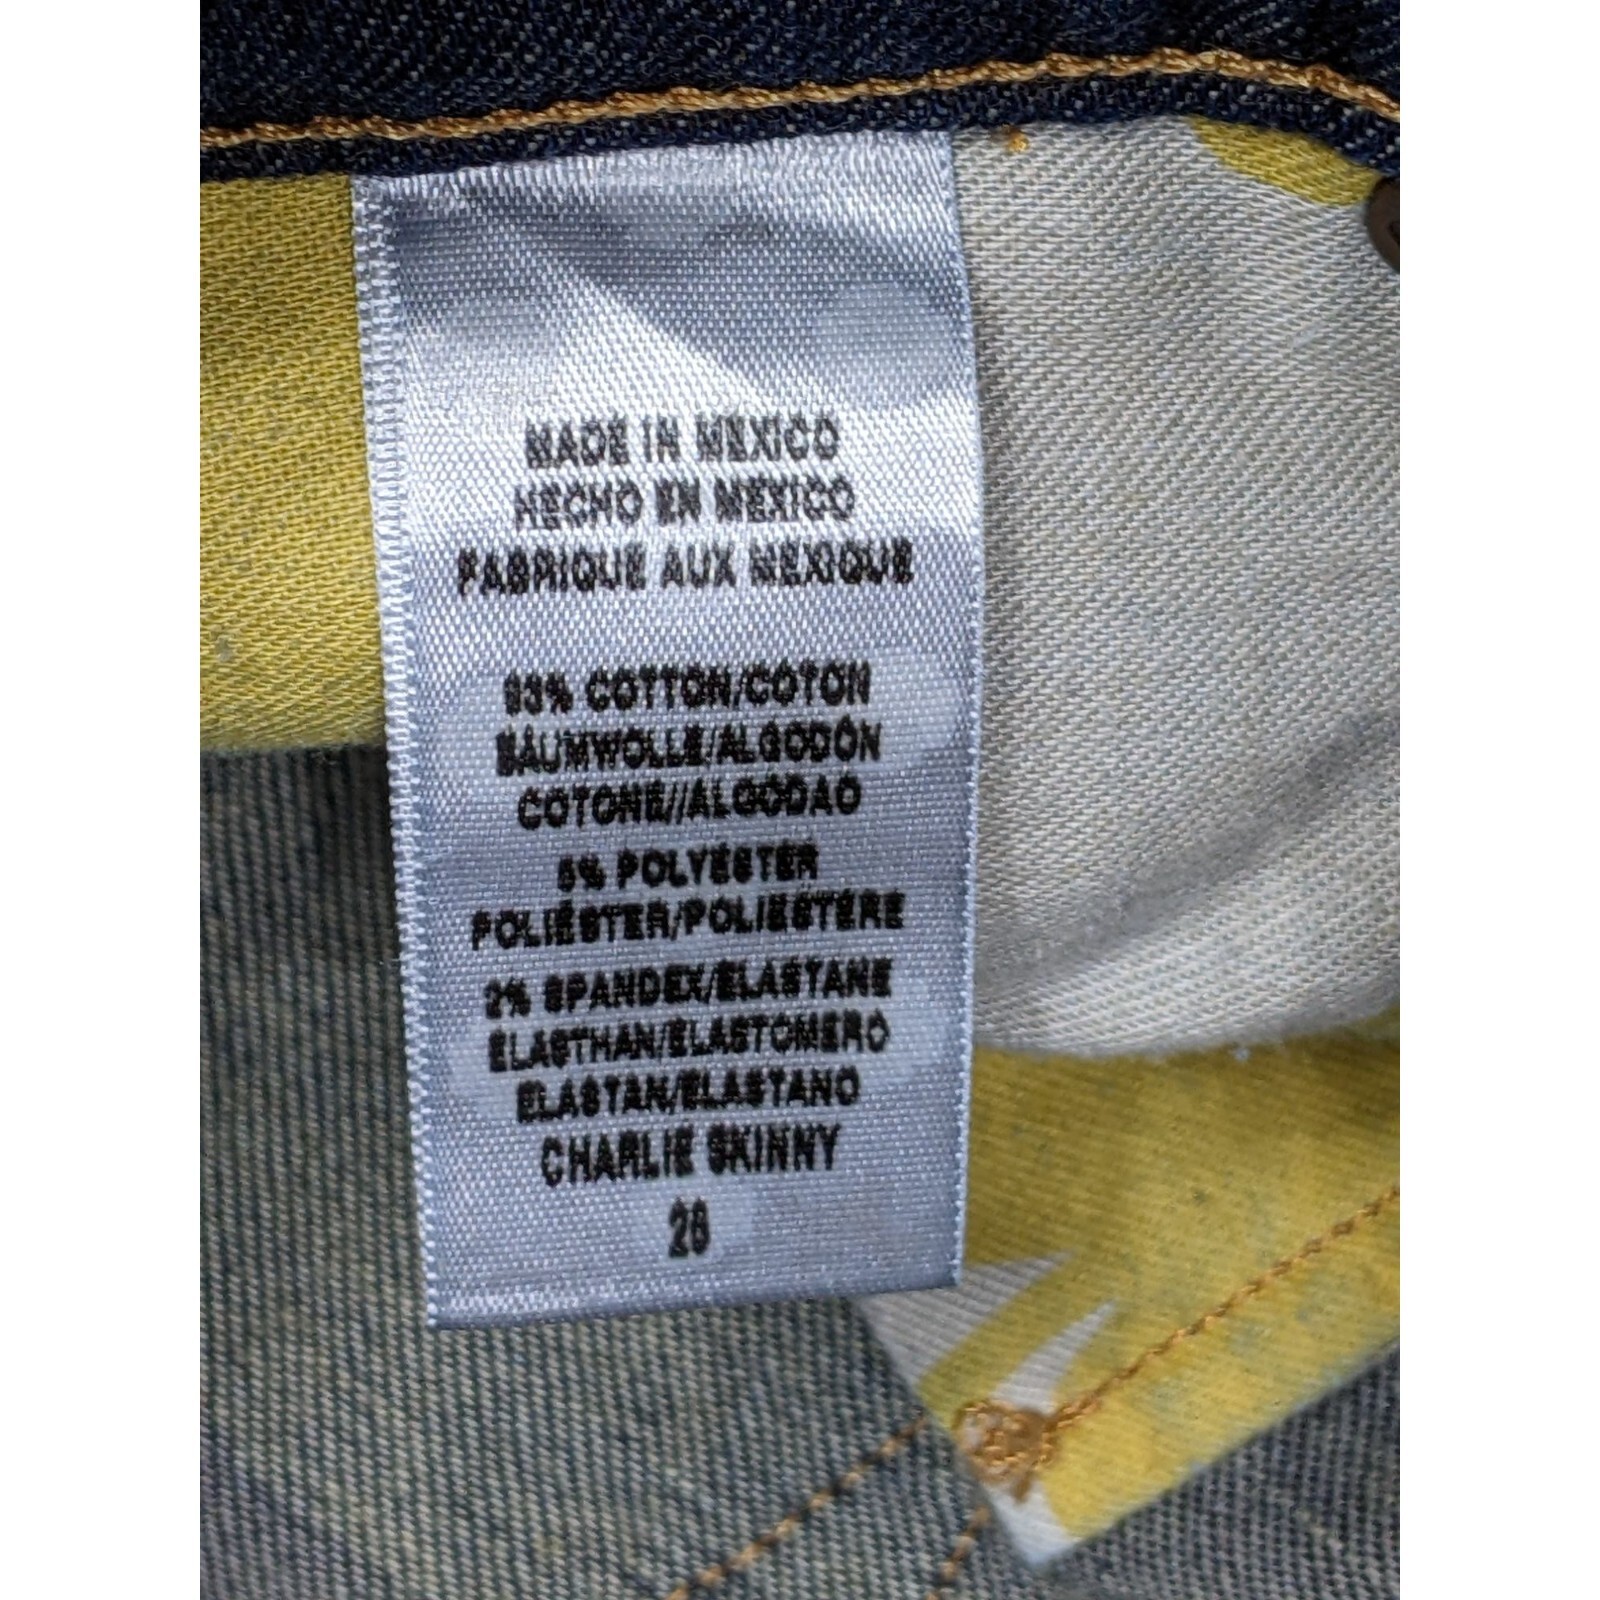 MADE IN MEXICO
HECHO EN MEXICO
FABRIQUE AUX MEXIQUE
93% COTTON/COTON
BAUMWOLLE/ALGODÓN
COTONE//ALGODAO
5% POLYESTER
POLIÉSTER/POLIESTERE
2% SPANDEX/ELASTANE
ELASTHAN/ELASTOMERO
ELASTAN/ELASTANO
CHARLIE SKINNY
26